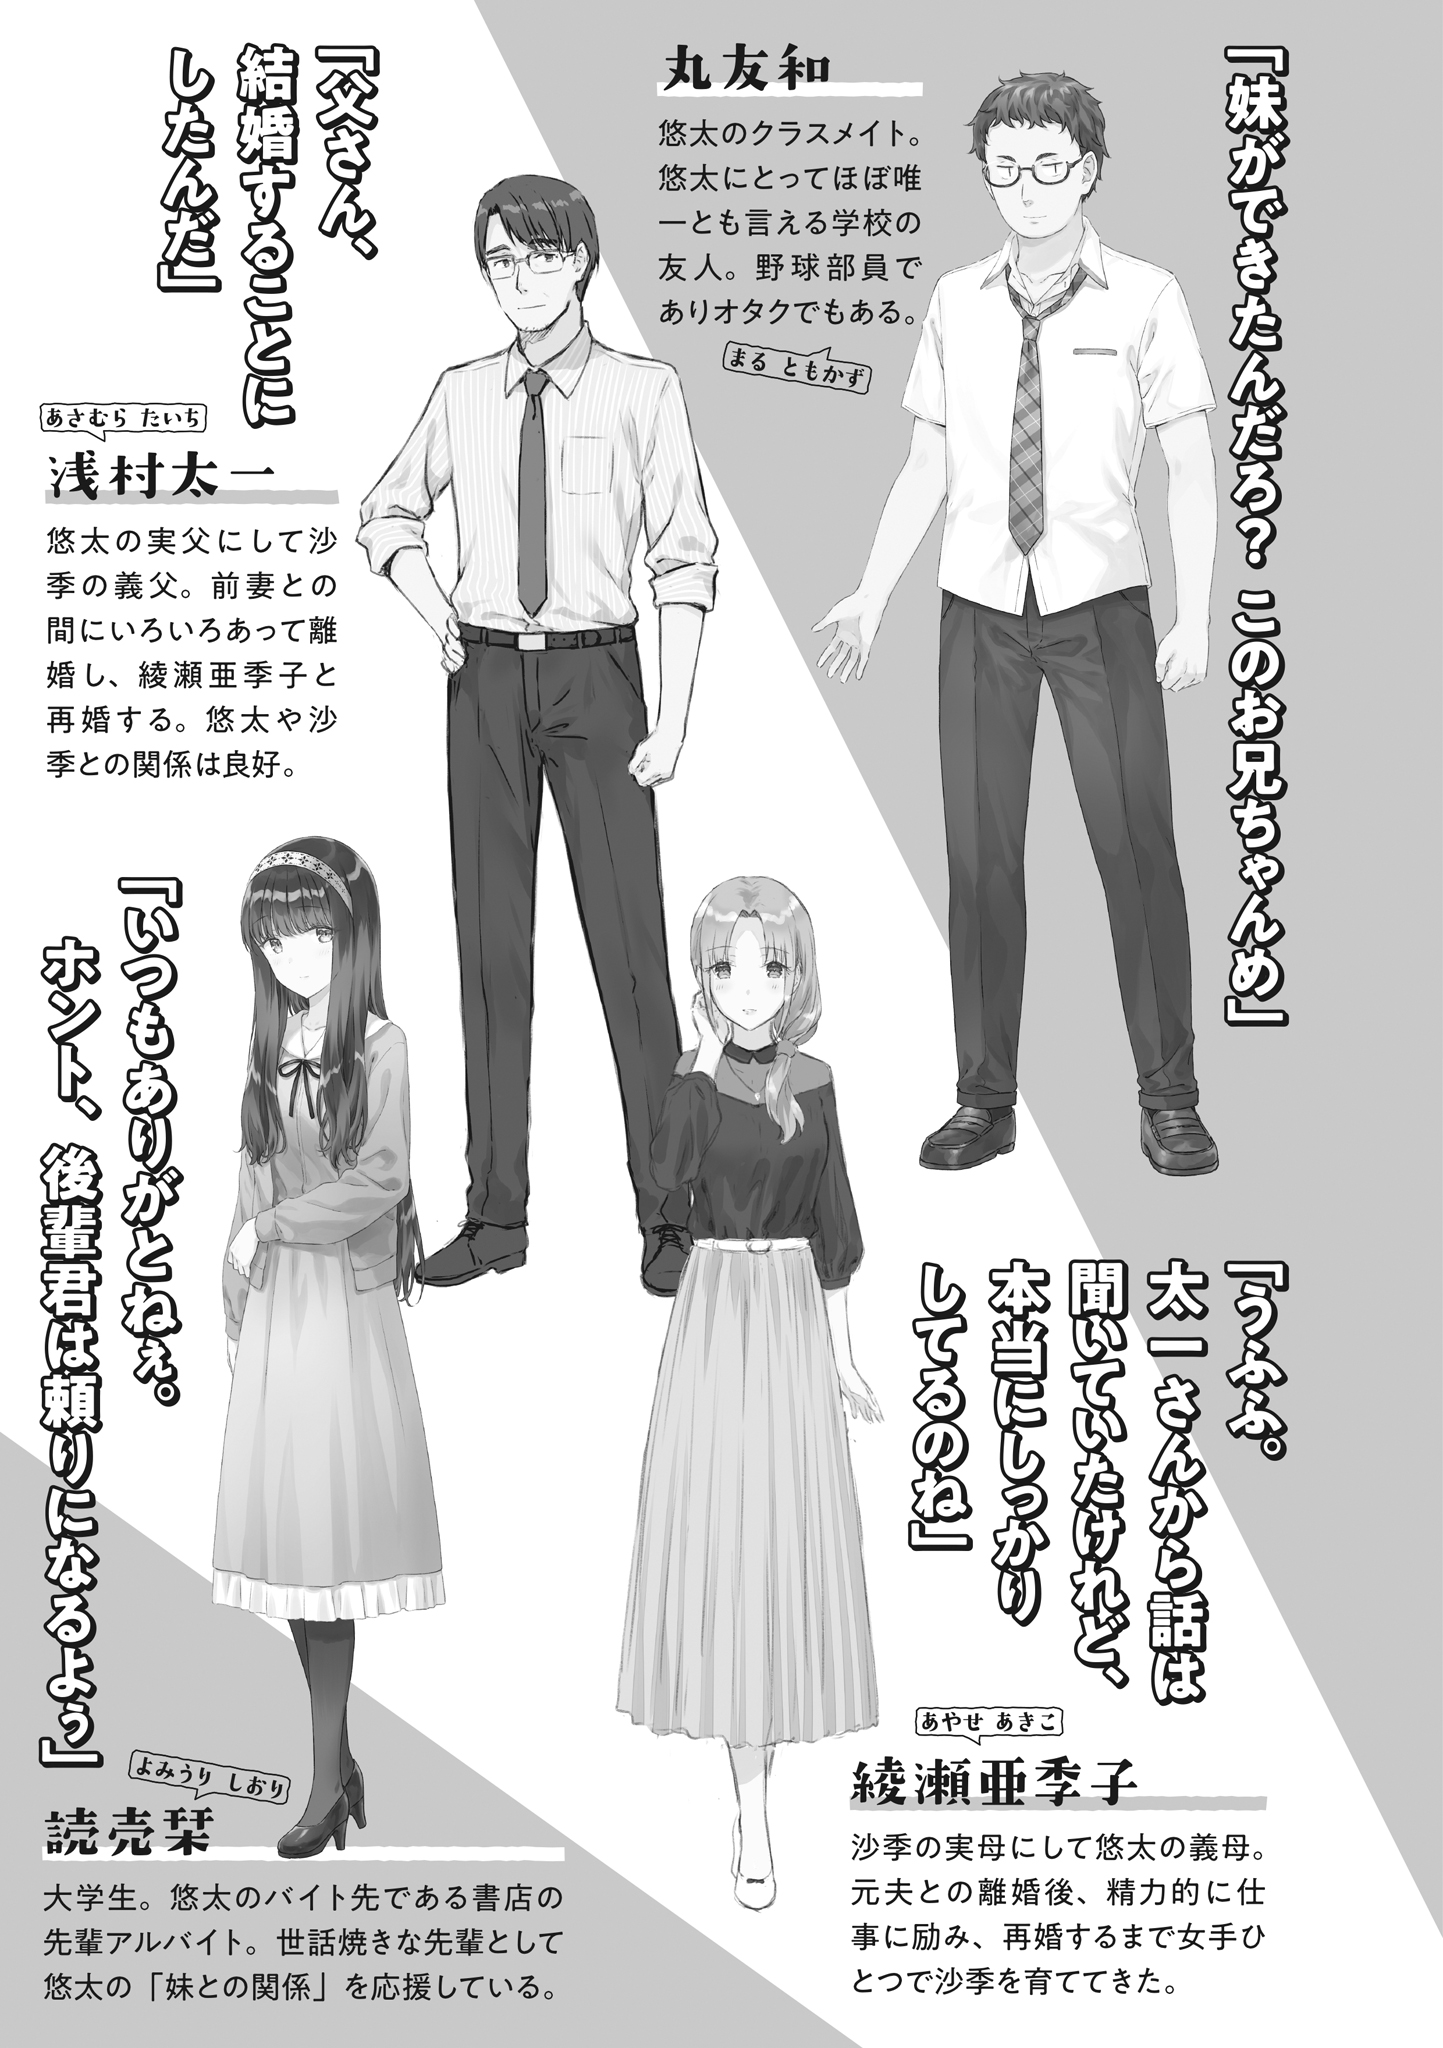 「妹ができたんだろ？ このお兄ちゃんめ」
丸友和
悠太のクラスメイト。
悠太にとってほぼ唯
一とも言える学校の
友人。野球部員で
ありオタクでもある。
まる ともかず
「父さん、
結婚することに
したんだ」
あさむら たいち
浅村太一
悠太の実父にして沙
季の義父。前妻との
間にいろいろあって離
婚し、綾瀬亜季子と
再婚する。悠太や沙
季との関係は良好。
「うふふ。
太一さんから話は
聞いていたけれど、
本当にしっかり
してるのね」
あやせ あきこ
綾瀬亜季子
沙季の実母にして悠太の義母。
元夫との離婚後、精力的に仕
事に励み、再婚するまで女手ひ
とつで沙季を育ててきた。
「いつもありがとねぇ。
ホント、後輩君は頼りになるよぅ」
よみうり しおり
読売栞
大学生。悠太のバイト先である書店の
先輩アルバイト。世話焼きな先輩として
悠太の「妹との関係」を応援している。